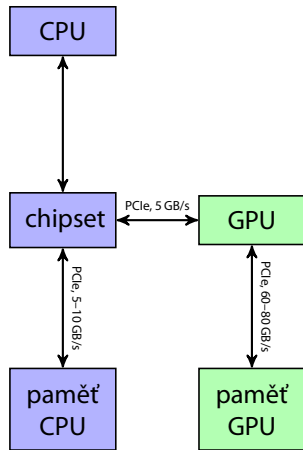 CPU
chipset
PCIe, 5 GB/s
GPU
PCIe, 5–10 GB/s
PCIe, 60–80 GB/s
paměť
CPU
paměť
GPU